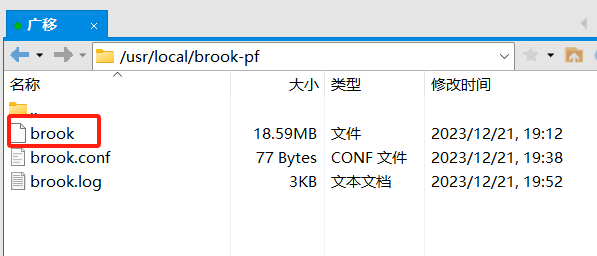 广移
/usr/local/brook-pf
名称 大小 类型 修改时间
..
brook 18.59MB 文件 2023/12/21, 19:12
brook.conf 77 Bytes CONF 文件 2023/12/21, 19:38
brook.log 3KB 文本文档 2023/12/21, 19:52